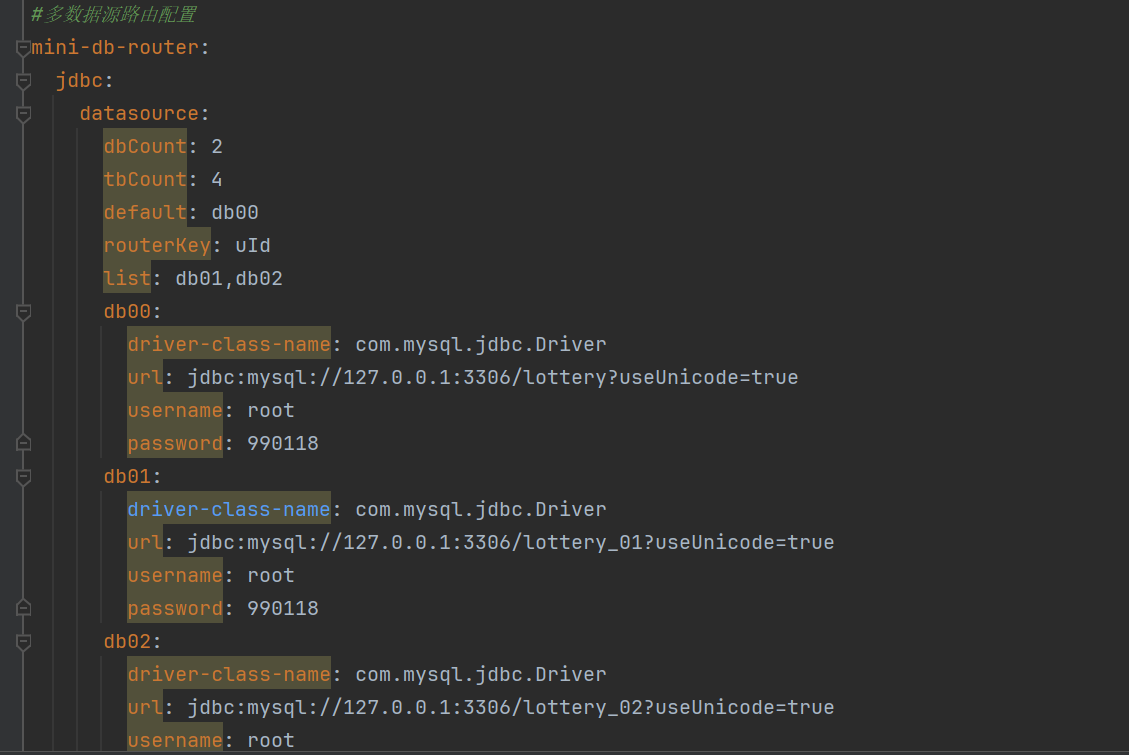 #多数据源路由配置
mini-db-router:
  jdbc:
    datasource:
      dbCount: 2
      tbCount: 4
      default: db00
      routerKey: uId
      list: db01,db02
      db00:
        driver-class-name: com.mysql.jdbc.Driver
        url: jdbc:mysql://127.0.0.1:3306/lottery?useUnicode=true
        username: root
        password: 990118
      db01:
        driver-class-name: com.mysql.jdbc.Driver
        url: jdbc:mysql://127.0.0.1:3306/lottery_01?useUnicode=true
        username: root
        password: 990118
      db02:
        driver-class-name: com.mysql.jdbc.Driver
        url: jdbc:mysql://127.0.0.1:3306/lottery_02?useUnicode=true
        username: root